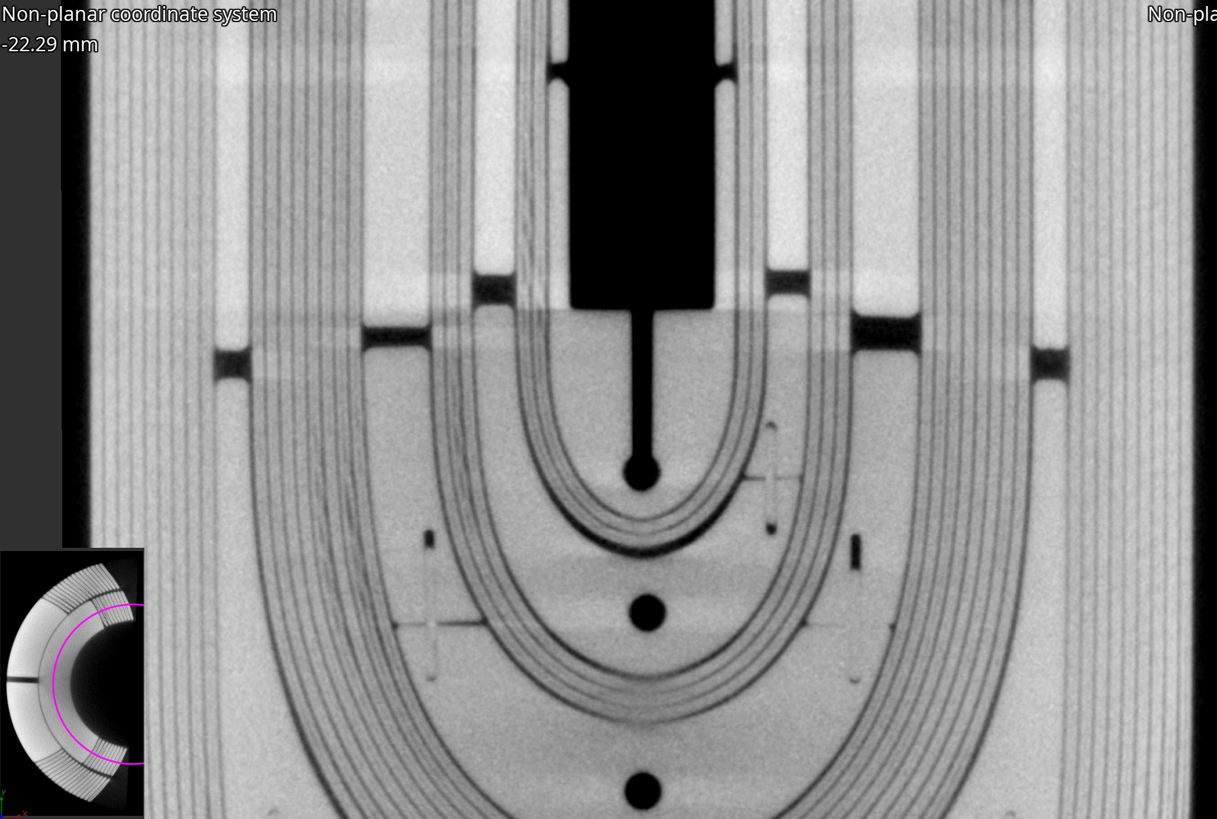 Non-planar coordinate system
-22.29 mm
Non-pla
Y
X